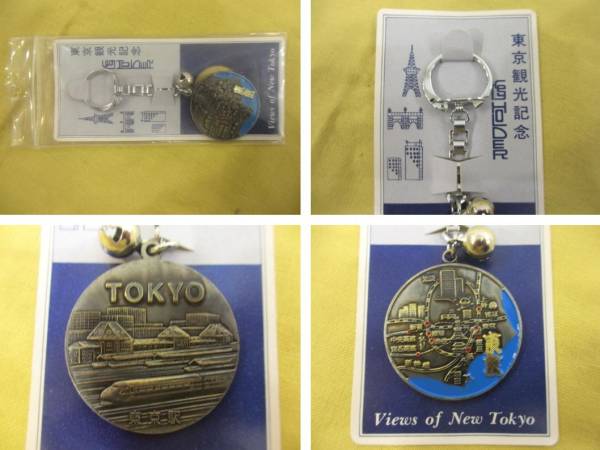 東京観光記念
KEYHOLDER
Views of New Tokyo
東京観光記念
KEYHOLDER
TOKYO
東京駅
東京
Views of New Tokyo